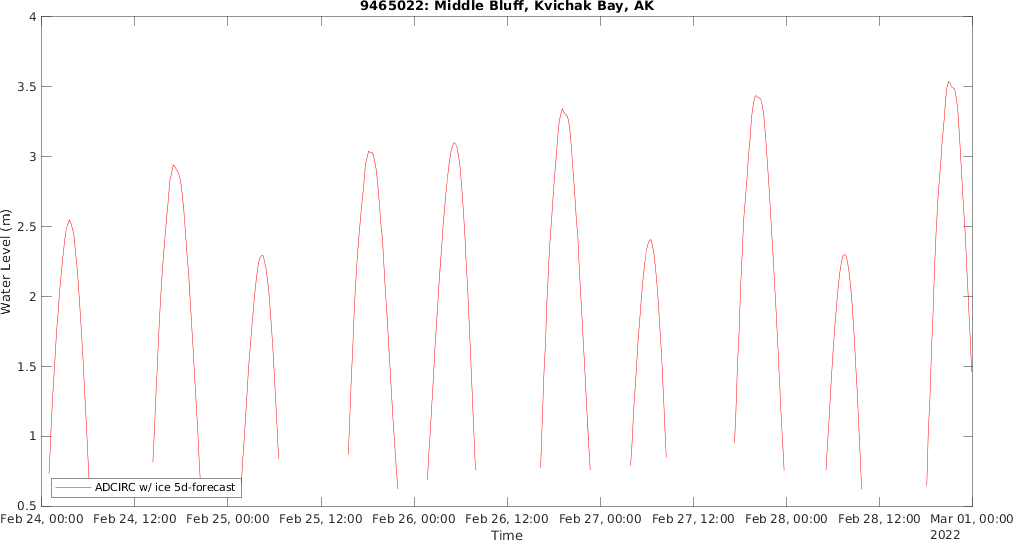 9465022: Middle Bluff, Kvichak Bay, AK
Water Level (m)
4
3.5
3
2.5
2
1.5
1
0.5
ADCIRC w/ ice 5d-forecast
Feb 24, 00:00 Feb 24, 12:00 Feb 25, 00:00 Feb 25, 12:00 Feb 26, 00:00 Feb 26, 12:00 Feb 27, 00:00 Feb 27, 12:00 Feb 28, 00:00 Feb 28, 12:00 Mar 01, 00:00
2022
Time